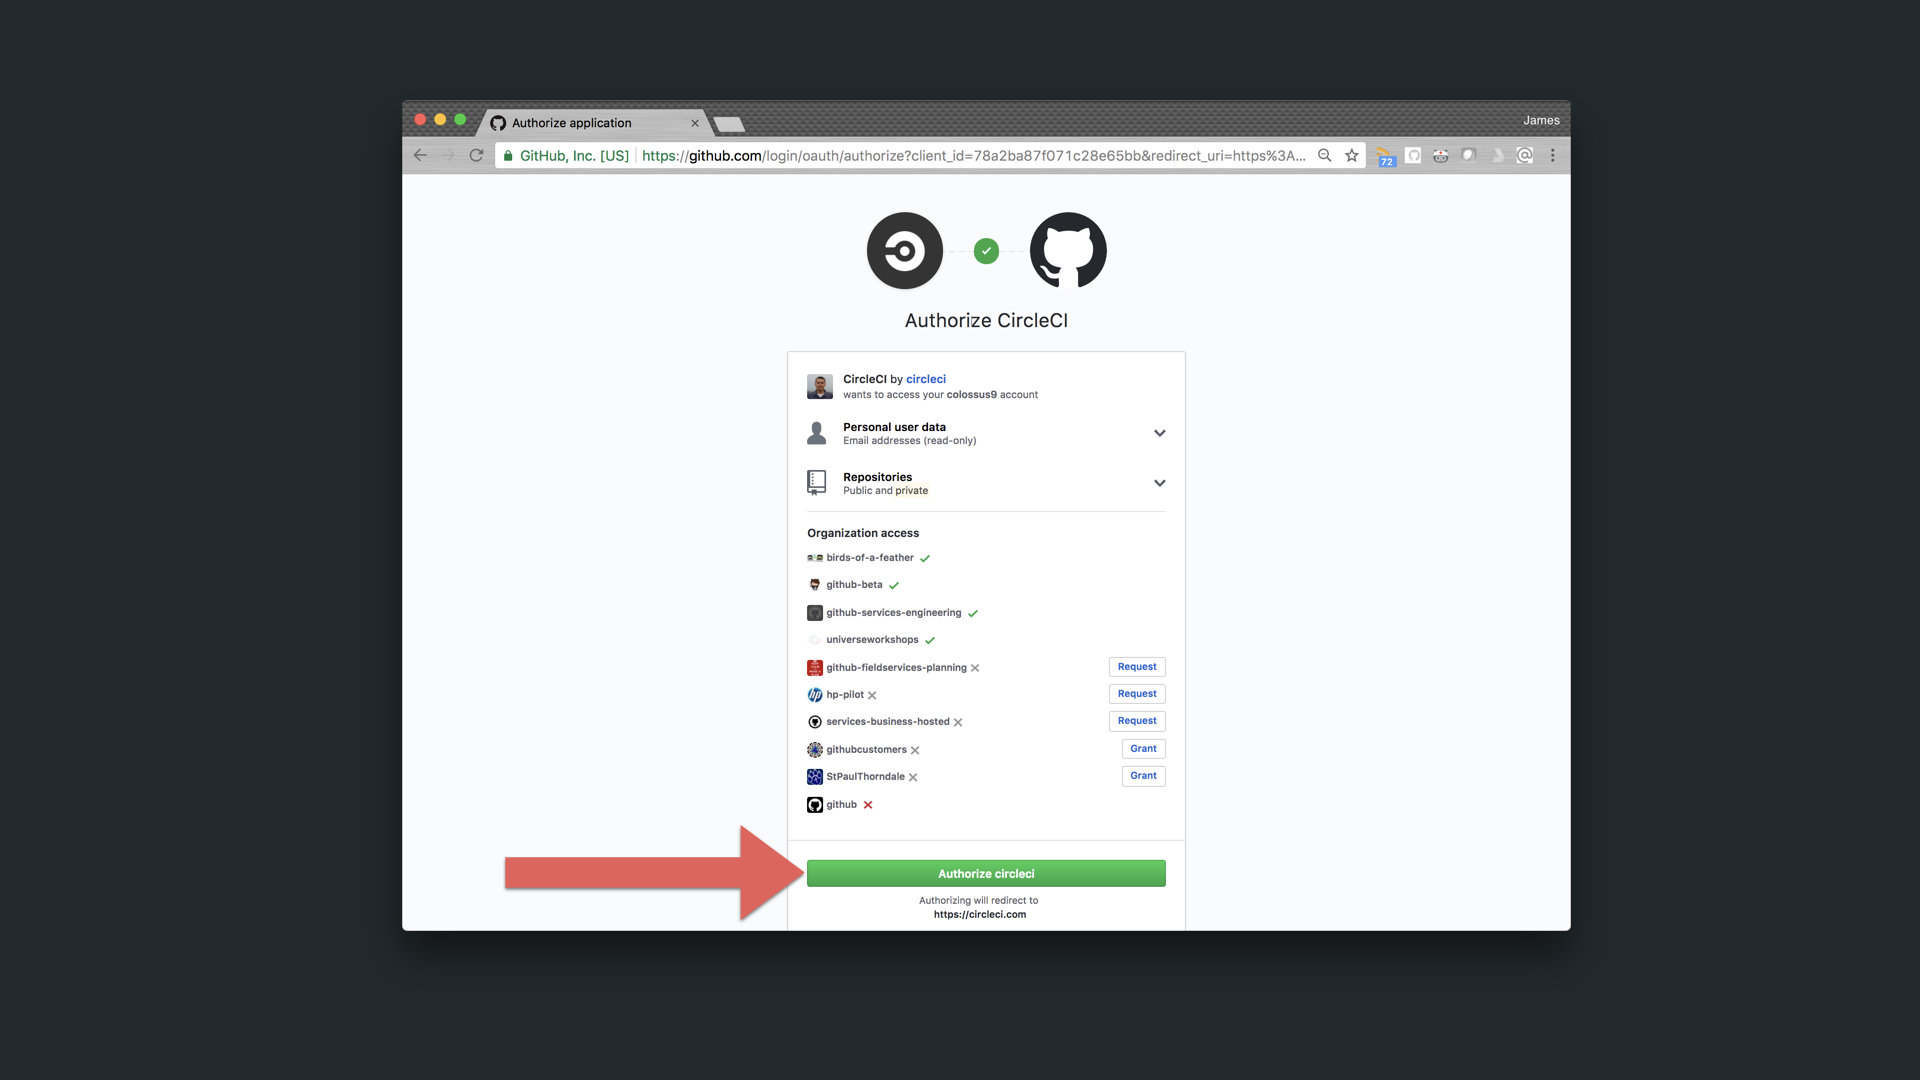 Authorize application
James
GitHub, Inc. [US] https://github.com/login/oauth/authorize?client_id=78a2ba87f071c28e65bb&redirect_uri=https%3A...
72
Authorize CircleCI
CircleCI by circleci
wants to access your colossus9 account
Personal user data
Email addresses (read-only)
Repositories
Public and private
Organization access
birds-of-a-feather
github-beta
github-services-engineering
universeworkshops
github-fieldservices-planning Request
hp-pilot Request
services-business-hosted Request
githubcustomers Grant
StPaulThorndale Grant
github
Authorize circleci
Authorizing will redirect to
https://circleci.com